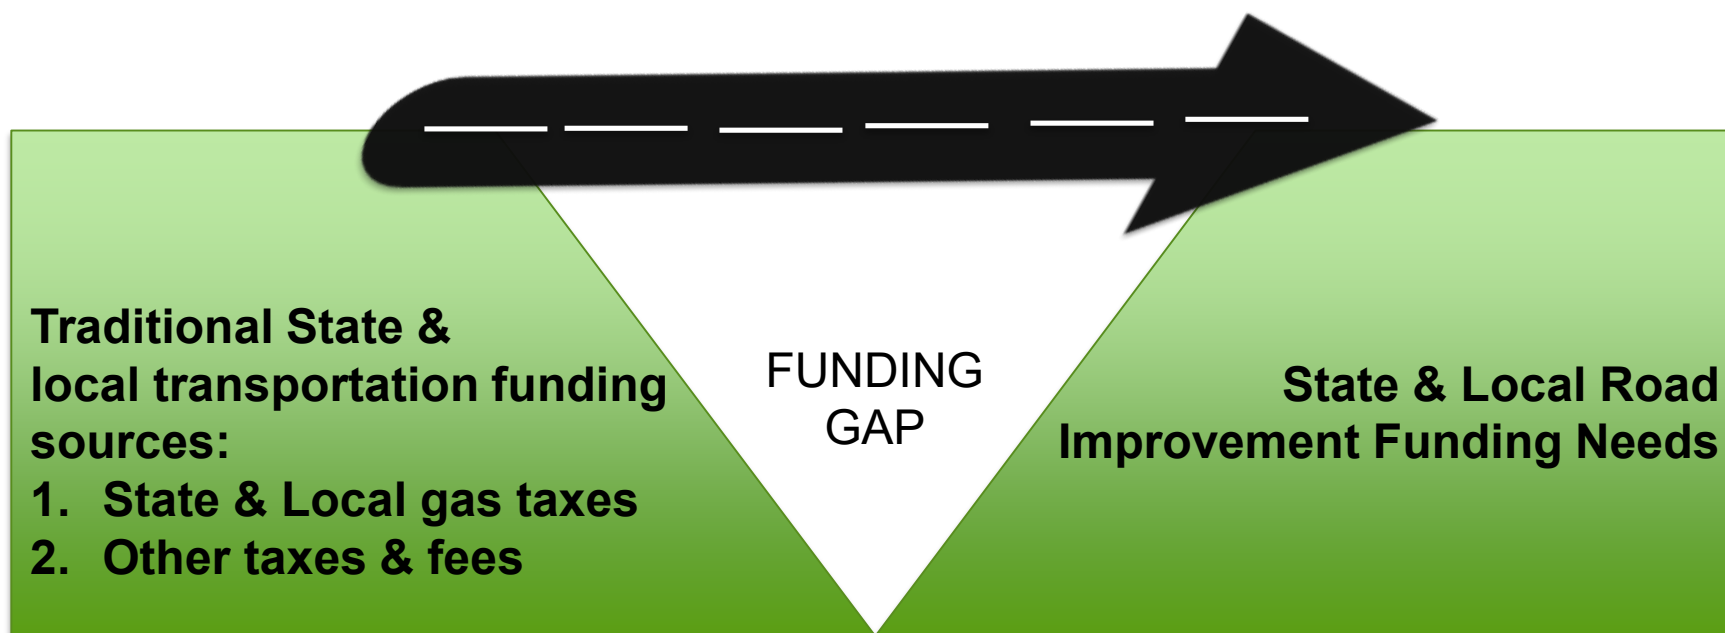 Traditional State &
local transportation funding
sources:
1. State & Local gas taxes
2. Other taxes & fees
FUNDING
GAP
State & Local Road
Improvement Funding Needs